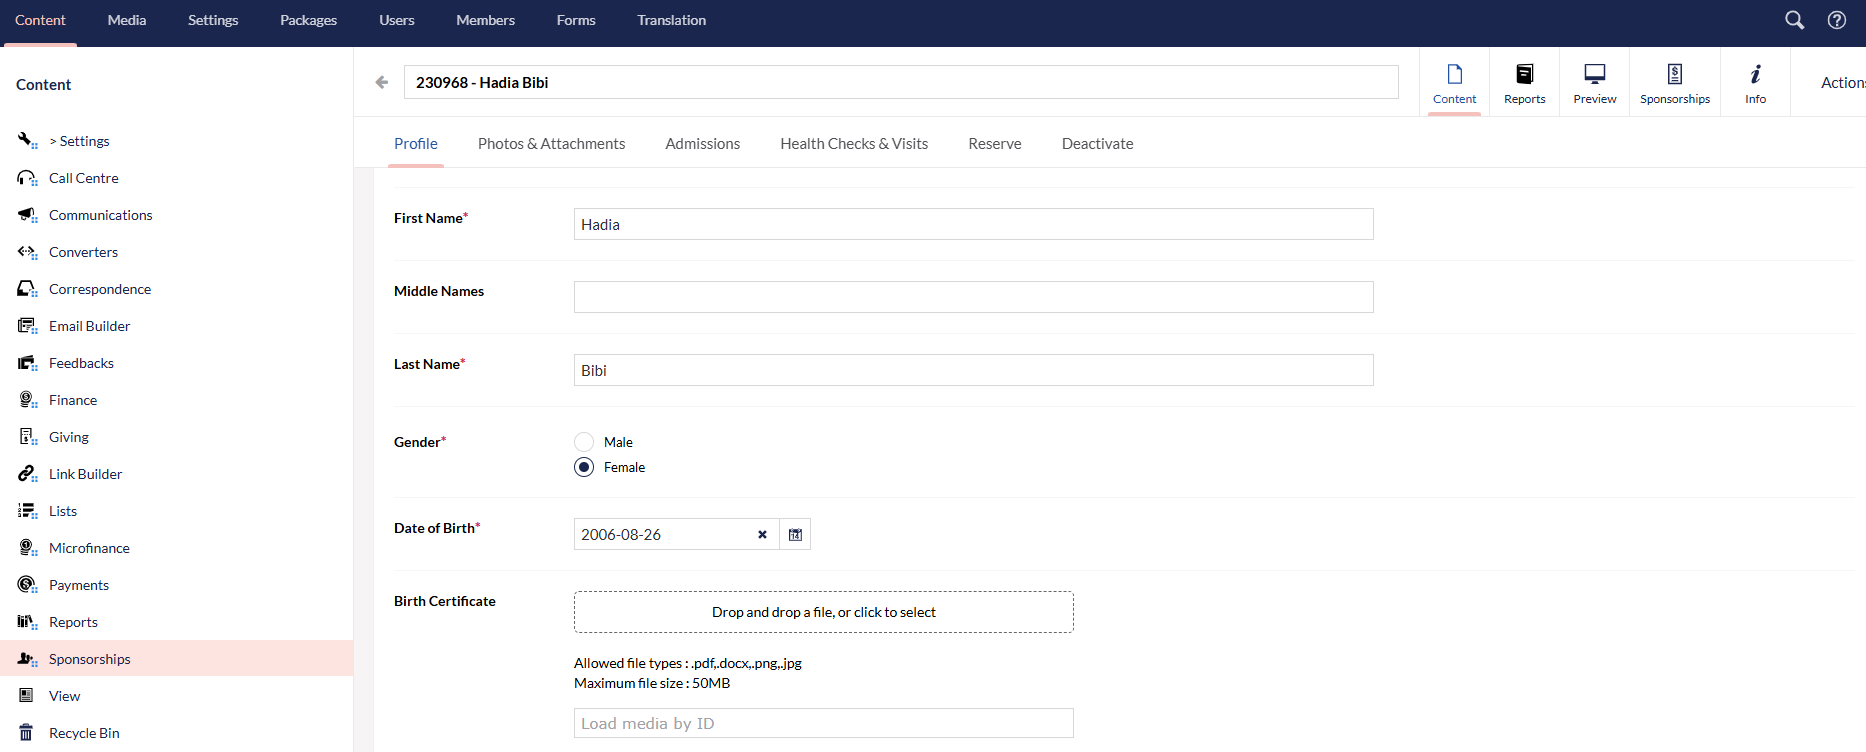 Content Media Settings Packages Users Members Forms Translation
Content
> Settings
Call Centre
Communications
Converters
Correspondence
Email Builder
Feedbacks
Finance
Giving
Link Builder
Lists
Microfinance
Payments
Reports
Sponsorships
View
Recycle Bin
230968 - Hadia Bibi
Content Reports Preview Sponsorships Info Actions
Profile Photos & Attachments Admissions Health Checks & Visits Reserve Deactivate
First Name* Hadia
Middle Names
Last Name* Bibi
Gender* Male
Female
Date of Birth* 2006-08-26
Birth Certificate Drop and drop a file, or click to select
Allowed file types : .pdf,.docx,.png,.jpg
Maximum file size : 50MB
Load media by ID